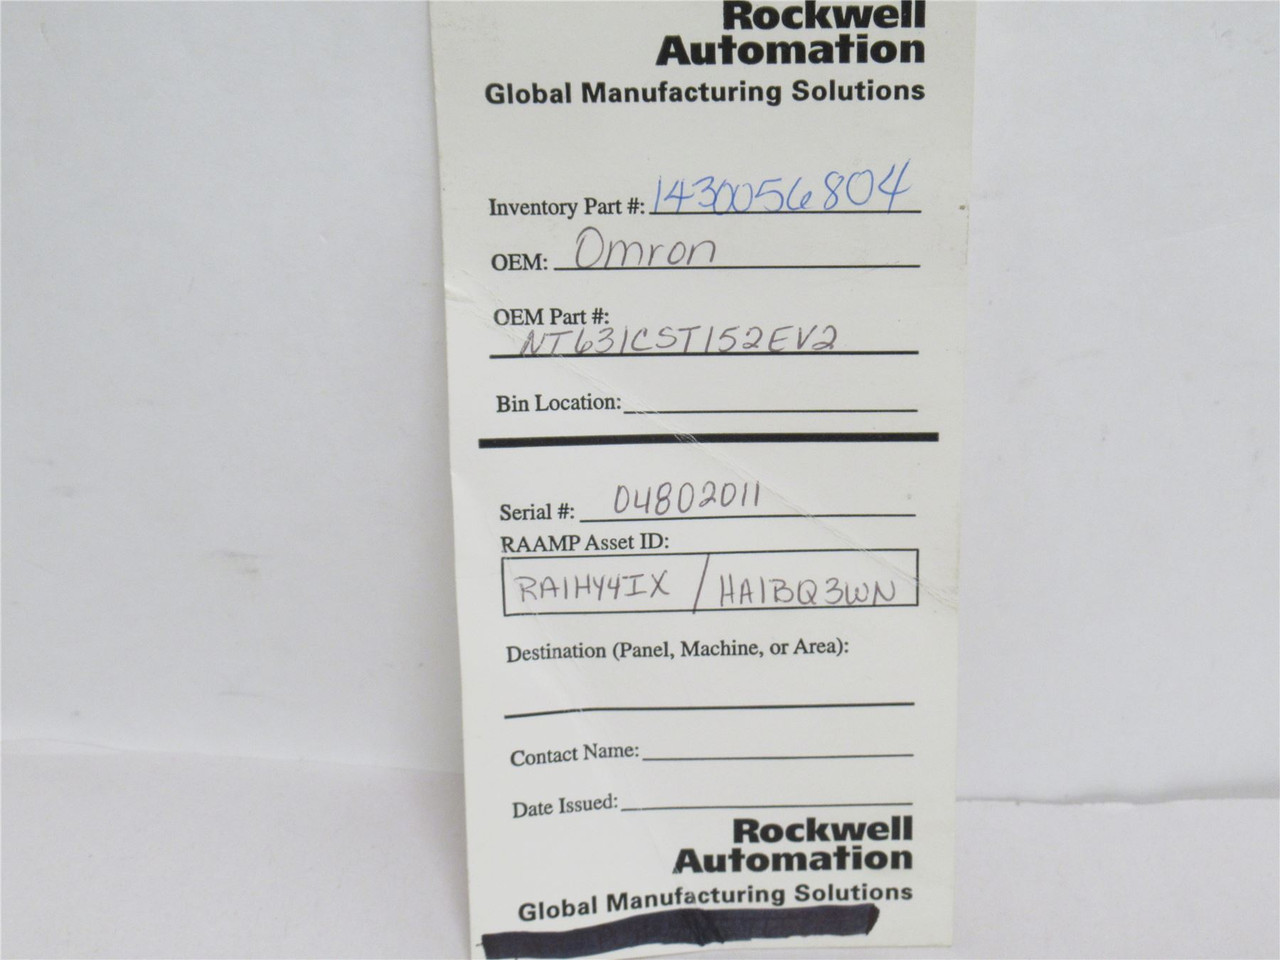 Rockwell
Automation
Global Manufacturing Solutions
Inventory Part #: 1430056804
OEM: Omron
OEM Part #:
NT631CST152EV2
Bin Location:
Serial #: 04802011
RAAMP Asset ID:
RA1HY4IX / HA1BQ3WN
Destination (Panel, Machine, or Area):
Contact Name:
Date Issued:
Rockwell
Automation
Global Manufacturing Solutions